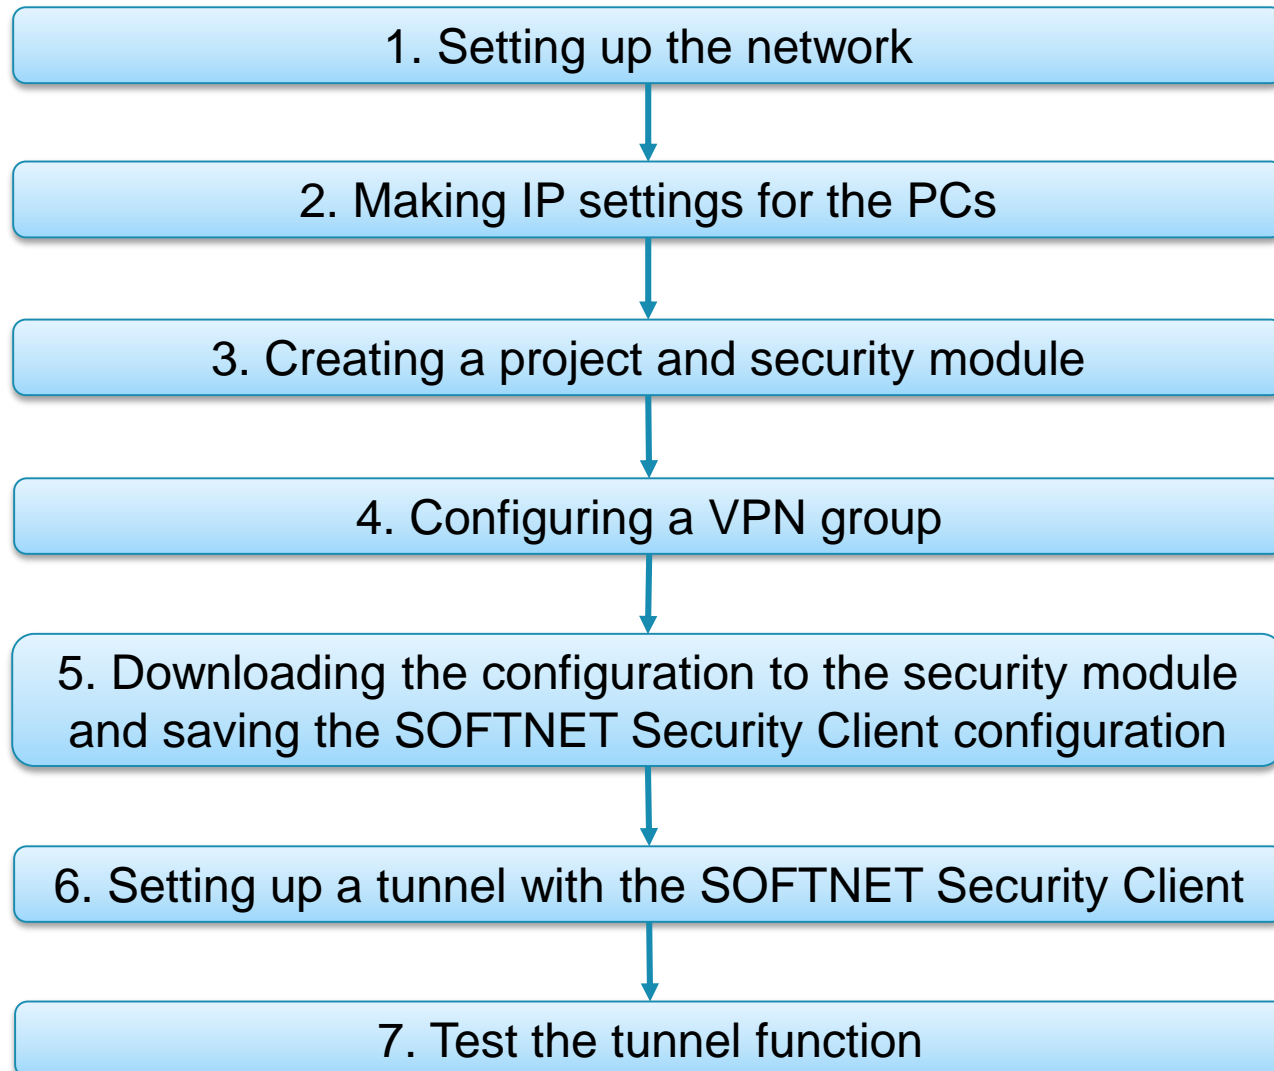 1. Setting up the network
2. Making IP settings for the PCs
3. Creating a project and security module
4. Configuring a VPN group
5. Downloading the configuration to the security module
and saving the SOFTNET Security Client configuration
6. Setting up a tunnel with the SOFTNET Security Client
7. Test the tunnel function